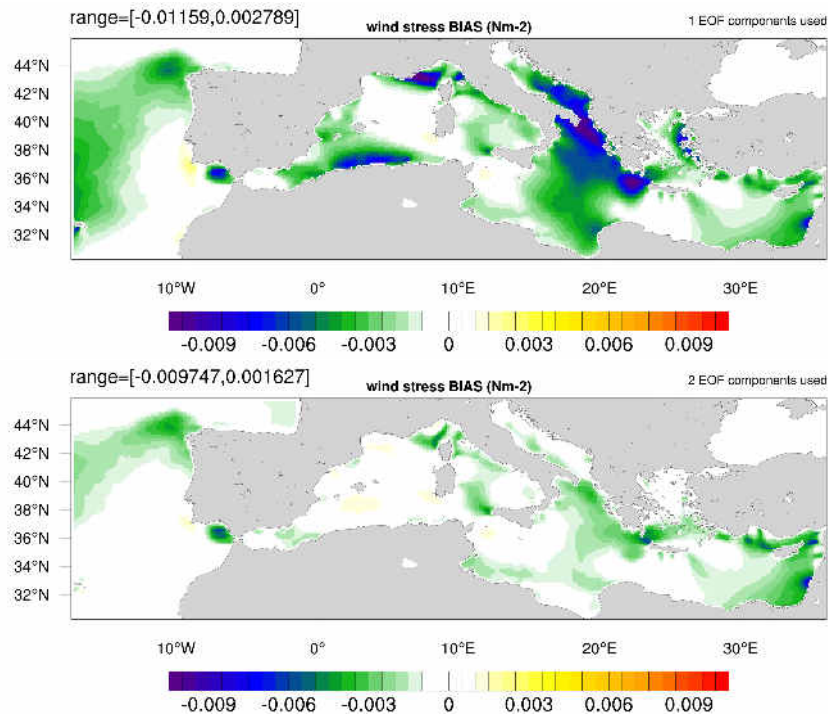 range=[-0.01159,0.002789]
wind stress BIAS (Nm-2)
1 EOF components used
44°N
42°N
40°N
38°N
36°N
34°N
32°N
10°W 0° 10°E 20°E 30°E
-0.009 -0.006 -0.003 0 0.003 0.006 0.009
range=[-0.009747,0.001627]
wind stress BIAS (Nm-2)
2 EOF components used
44°N
42°N
40°N
38°N
36°N
34°N
32°N
10°W 0° 10°E 20°E 30°E
-0.009 -0.006 -0.003 0 0.003 0.006 0.009